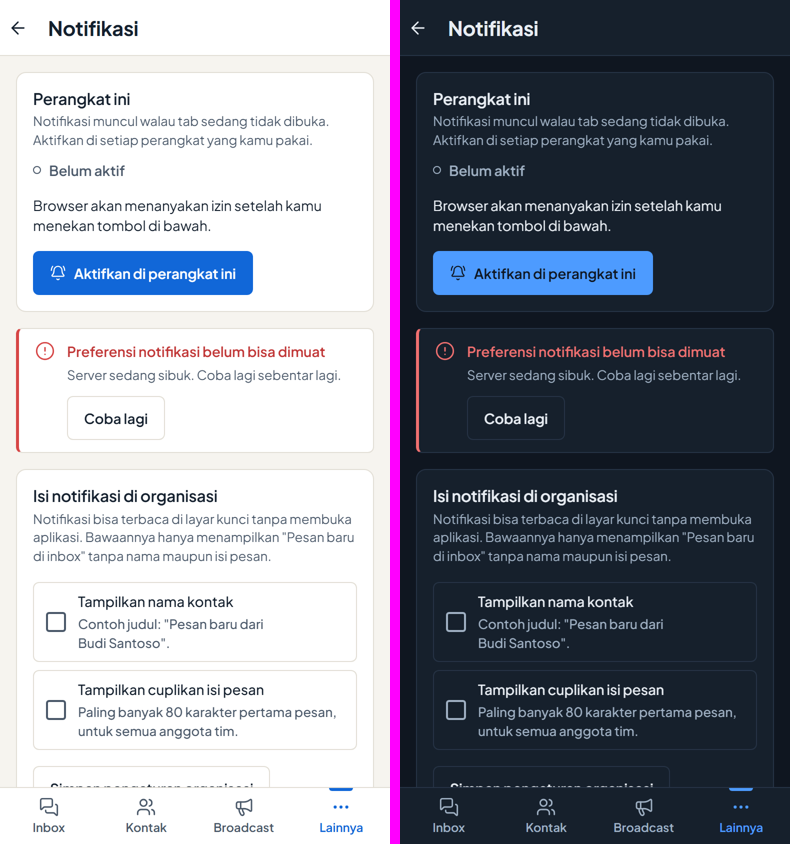 Notifikasi
Perangkat ini
Notifikasi muncul walau tab sedang tidak dibuka.
Aktifkan di setiap perangkat yang kamu pakai.
Belum aktif
Browser akan menanyakan izin setelah kamu
menekan tombol di bawah.
Aktifkan di perangkat ini
Preferensi notifikasi belum bisa dimuat
Server sedang sibuk. Coba lagi sebentar lagi.
Coba lagi
Isi notifikasi di organisasi
Notifikasi bisa terbaca di layar kunci tanpa membuka
aplikasi. Bawaannya hanya menampilkan "Pesan baru
di inbox" tanpa nama maupun isi pesan.
Tampilkan nama kontak
Contoh judul: "Pesan baru dari
Budi Santoso".
Tampilkan cuplikan isi pesan
Paling banyak 80 karakter pertama pesan,
untuk semua anggota tim.
Simpan pengaturan organisasi
Inbox
Kontak
Broadcast
Lainnya
Notifikasi
Perangkat ini
Notifikasi muncul walau tab sedang tidak dibuka.
Aktifkan di setiap perangkat yang kamu pakai.
Belum aktif
Browser akan menanyakan izin setelah kamu
menekan tombol di bawah.
Aktifkan di perangkat ini
Preferensi notifikasi belum bisa dimuat
Server sedang sibuk. Coba lagi sebentar lagi.
Coba lagi
Isi notifikasi di organisasi
Notifikasi bisa terbaca di layar kunci tanpa membuka
aplikasi. Bawaannya hanya menampilkan "Pesan baru
di inbox" tanpa nama maupun isi pesan.
Tampilkan nama kontak
Contoh judul: "Pesan baru dari
Budi Santoso".
Tampilkan cuplikan isi pesan
Paling banyak 80 karakter pertama pesan,
untuk semua anggota tim.
Simpan pengaturan organisasi
Inbox
Kontak
Broadcast
Lainnya